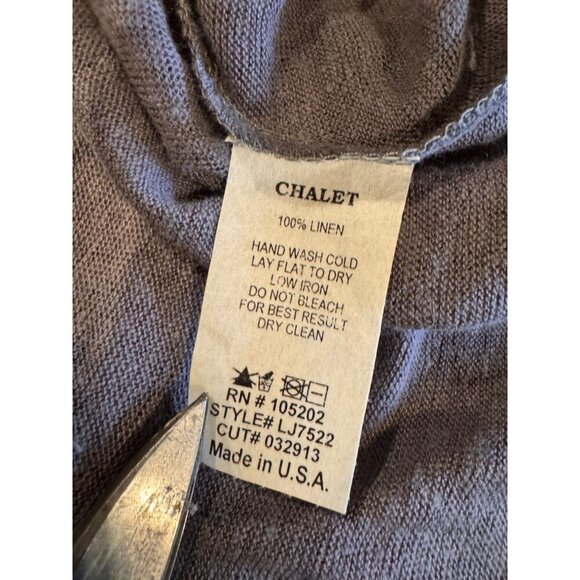 CHALET
100% LINEN
HAND WASH COLD
LAY FLAT TO DRY
LOW IRON
DO NOT BLEACH
FOR BEST RESULT
DRY CLEAN
RN # 105202
STYLE# LJ7522
CUT# 032913
Made in U.S.A.